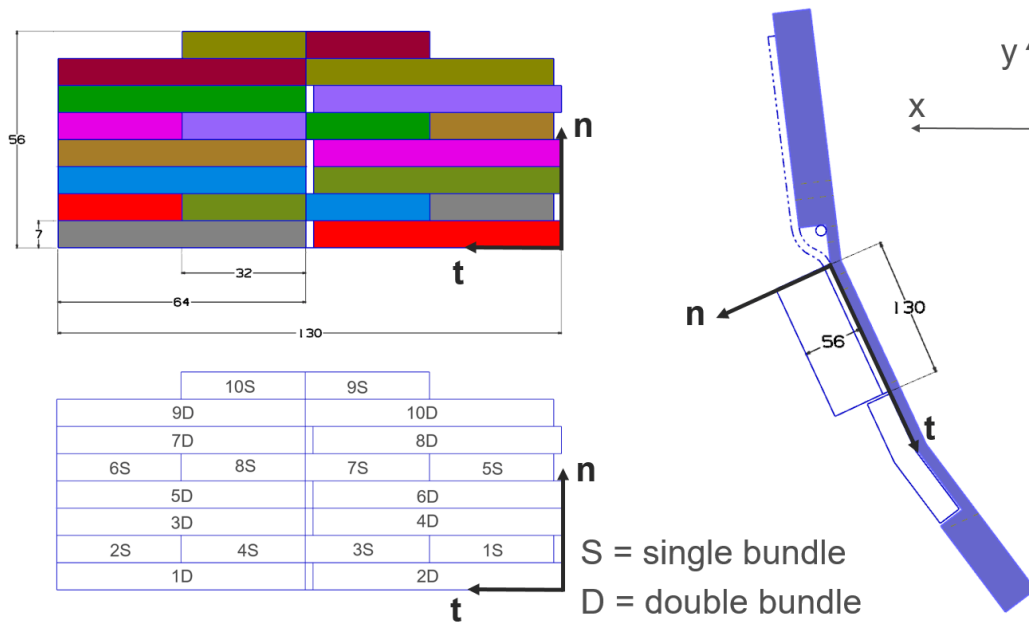 56
7
32
64
130
n
t
10S 9S
9D 10D
7D 8D
6S 8S 7S 5S
5D 6D
3D 4D
2S 4S 3S 1S
1D 2D
n
t
S = single bundle
D = double bundle
y
x
n
56
130
t